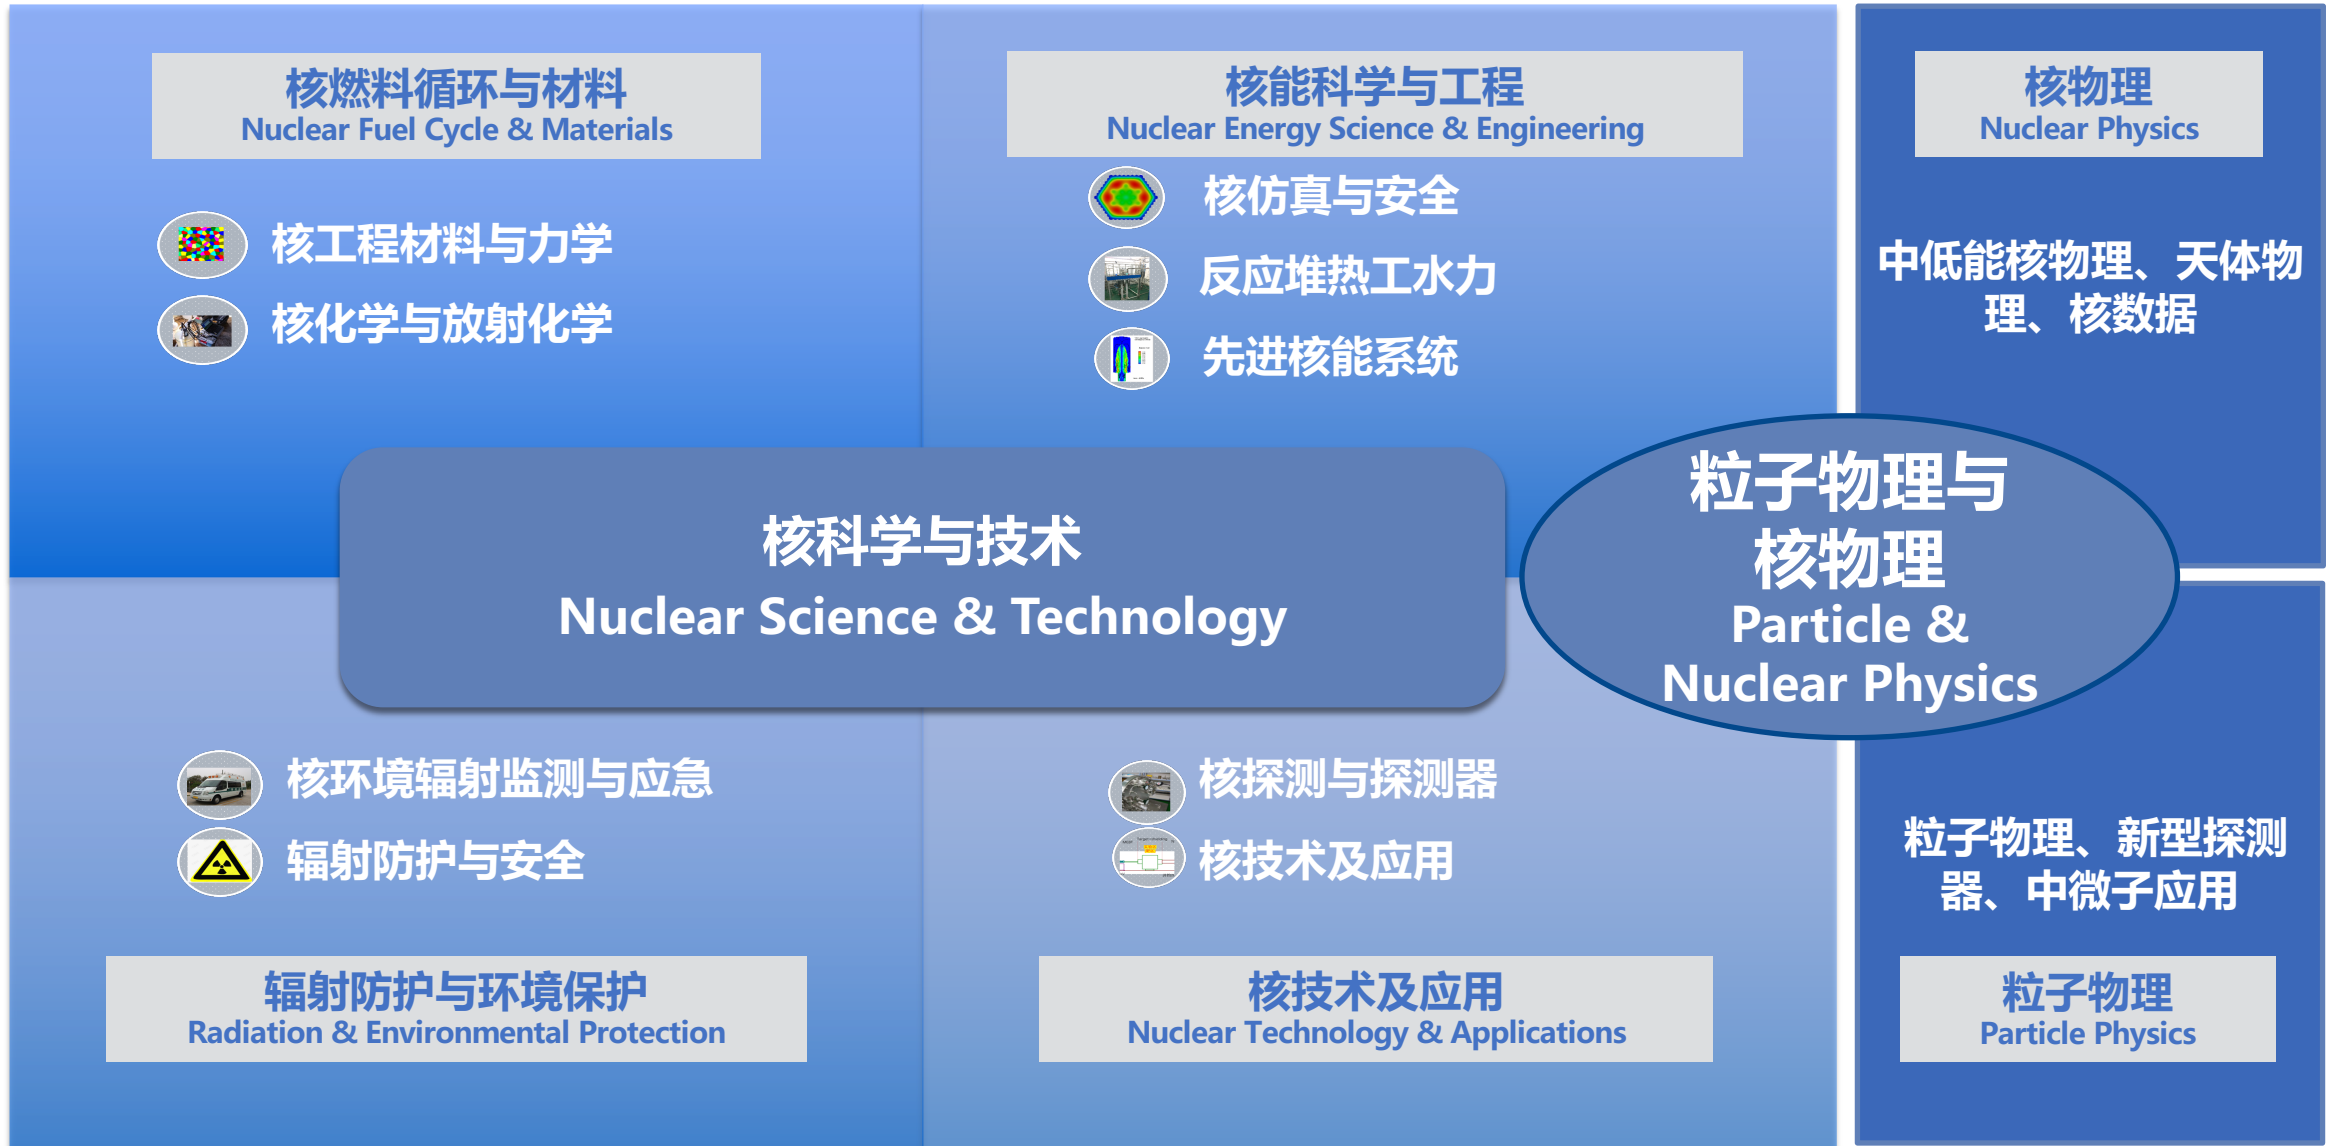 核燃料循环与材料
Nuclear Fuel Cycle & Materials
核工程材料与力学
核化学与放射化学
核能科学与工程
Nuclear Energy Science & Engineering
核仿真与安全
反应堆热工水力
先进核能系统
核物理
Nuclear Physics
中低能核物理、天体物
理、核数据
核科学与技术
Nuclear Science & Technology
粒子物理与
核物理
Particle &
Nuclear Physics
核环境辐射监测与应急
辐射防护与安全
辐射防护与环境保护
Radiation & Environmental Protection
核探测与探测器
核技术及应用
核技术及应用
Nuclear Technology & Applications
粒子物理、新型探测
器、中微子应用
粒子物理
Particle Physics